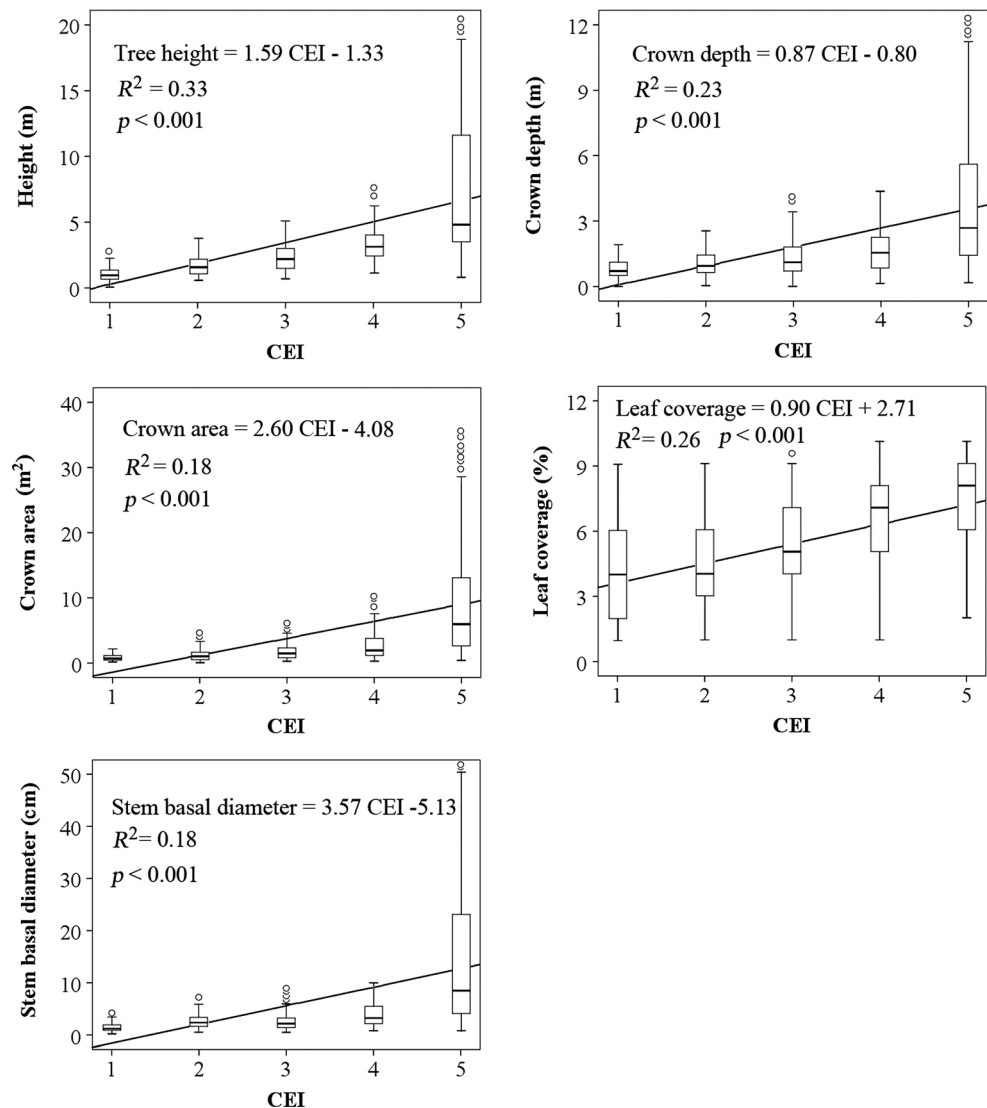 Tree height = 1.59 CEI - 1.33
R² = 0.33
p < 0.001
Height (m)
20
15
10
5
0
1 2 3 4 5
CEI
Crown depth = 0.87 CEI - 0.80
R² = 0.23
p < 0.001
Crown depth (m)
12
9
6
3
0
1 2 3 4 5
CEI
Crown area = 2.60 CEI - 4.08
R² = 0.18
p < 0.001
Crown area (m²)
40
30
20
10
0
1 2 3 4 5
CEI
Leaf coverage = 0.90 CEI + 2.71
R² = 0.26 p < 0.001
Leaf coverage (%)
12
9
6
3
0
1 2 3 4 5
CEI
Stem basal diameter = 3.57 CEI -5.13
R²= 0.18
p < 0.001
Stem basal diameter (cm)
50
40
30
20
10
0
1 2 3 4 5
CEI